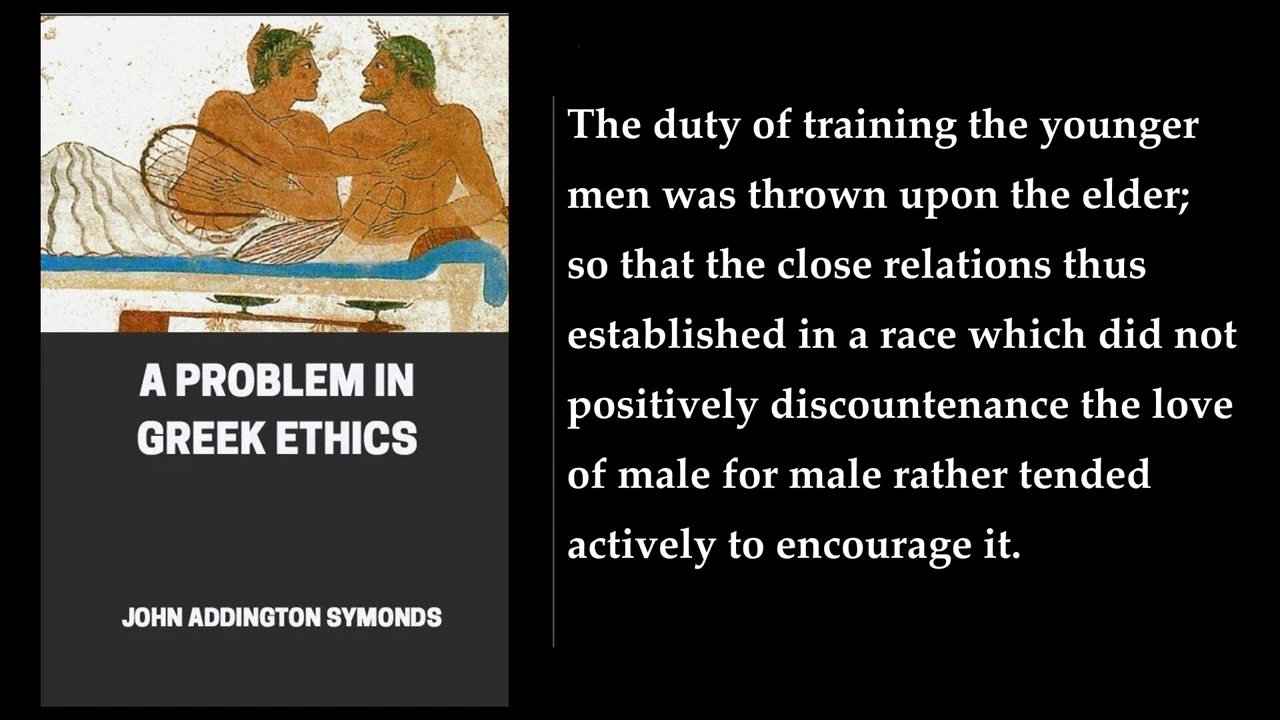 A PROBLEM IN
GREEK ETHICS
JOHN ADDINGTON SYMONDS
The duty of training the younger
men was thrown upon the elder;
so that the close relations thus
established in a race which did not
positively discountenance the love
of male for male rather tended
actively to encourage it.